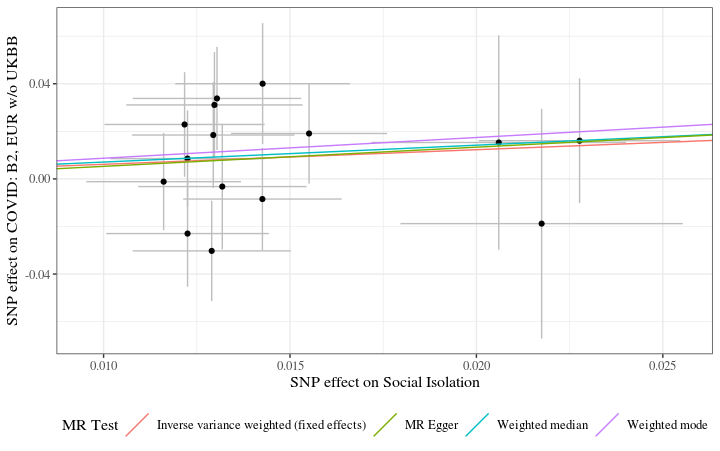 SNP effect on COVID: B2, EUR w/o UKBB
0.04
0.00
-0.04
0.010
0.015
0.020
0.025
SNP effect on Social Isolation
MR Test
Inverse variance weighted (fixed effects)
MR Egger
Weighted median
Weighted mode